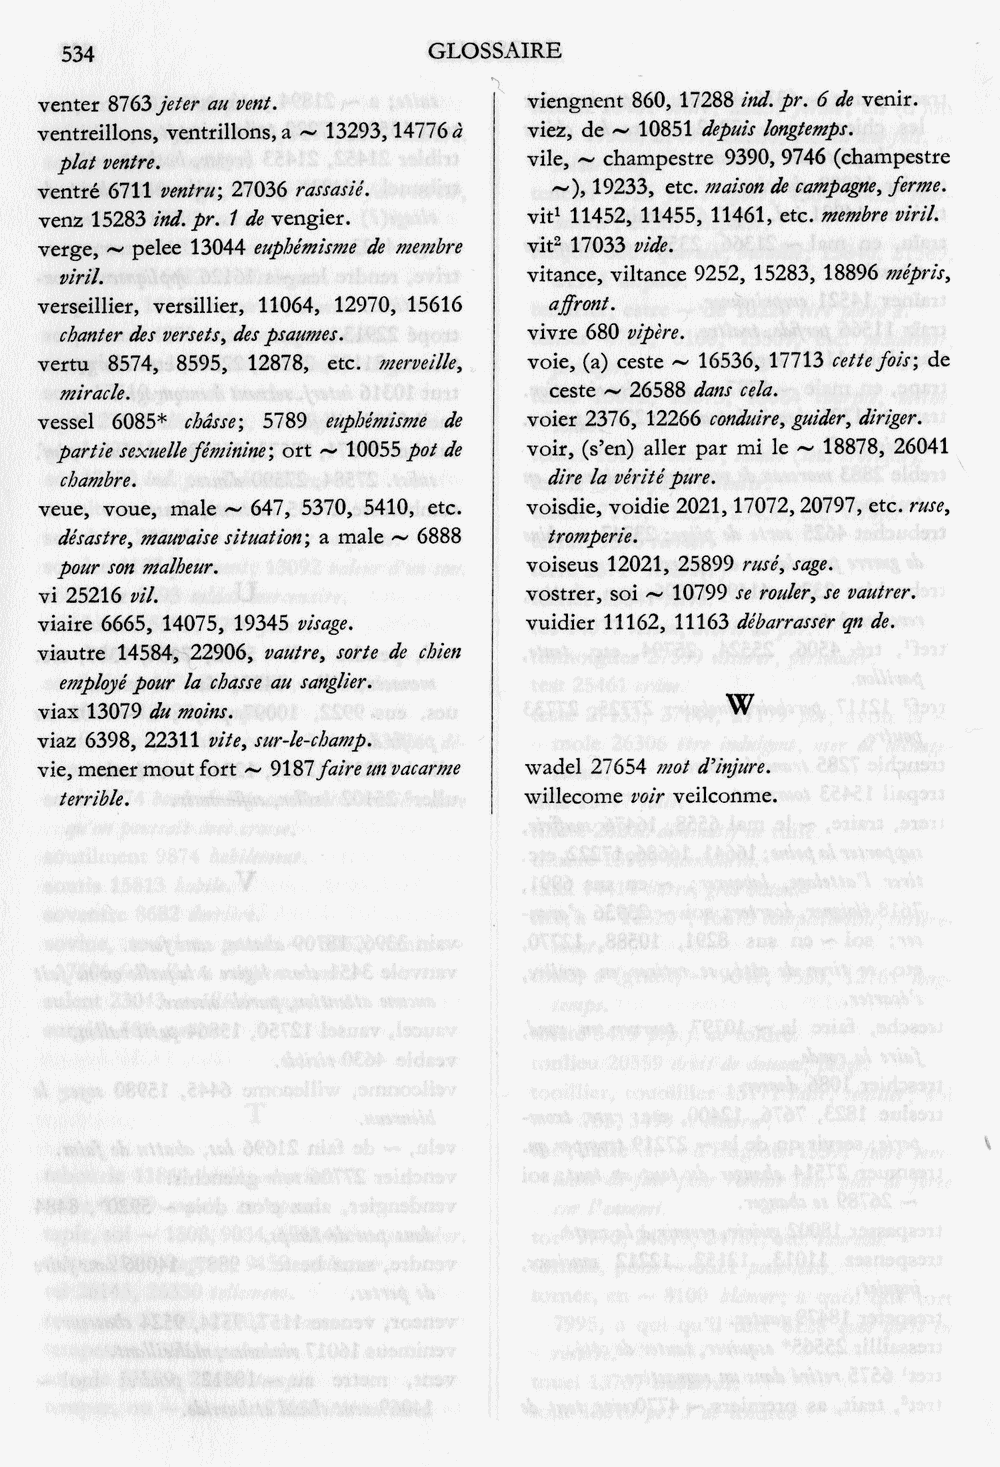 534
GLOSSAIRE
venter 8763 jeter au vent.
ventreillons, ventrillons, a ~ 13293, 14776 à
plat ventre.
ventré 6711 ventru; 27036 rassasié.
venz 15283 ind. pr. 1 de vengier.
verge, ~ pelee 13044 euphémisme de membre
viril.
verseillier, versillier, 11064, 12970, 15616
chanter des versets, des psaumes.
vertu 8574, 8595, 12878, etc. merveille,
miracle.
vessel 6085* châsse; 5789 euphémisme de
partie sexuelle féminine; ort ~ 10055 pot de
chambre.
veue, voue, male ~ 647, 5370, 5410, etc.
désastre, mauvaise situation; a male ~ 6888
pour son malheur.
vi 25216 vil.
viaire 6665, 14075, 19345 visage.
viautre 14584, 22906, vautre, sorte de chien
employé pour la chasse au sanglier.
viax 13079 du moins.
viaz 6398, 22311 vite, sur-le-champ.
vie, mener mout fort ~ 9187 faire un vacarme
terrible.
viengnent 860, 17288 ind. pr. 6 de venir.
viez, de ~ 10851 depuis longtemps.
vile, ~ champestre 9390, 9746 (champestre
~), 19233, etc. maison de campagne, ferme.
vit¹ 11452, 11455, 11461, etc. membre viril.
vit² 17033 vide.
vitance, viltance 9252, 15283, 18896 mépris,
affront.
vivre 680 vipère.
voie, (a) ceste ~ 16536, 17713 cette fois; de
ceste ~ 26588 dans cela.
voier 2376, 12266 conduire, guider, diriger.
voir, (s'en) aller par mi le ~ 18878, 26041
dire la vérité pure.
voisdie, voidie 2021, 17072, 20797, etc. ruse,
tromperie.
voiseus 12021, 25899 rusé, sage.
vostrer, soi ~ 10799 se rouler, se vautrer.
vuidier 11162, 11163 débarrasser qn de.
W
wadel 27654 mot d'injure.
willecome voir veilconme.